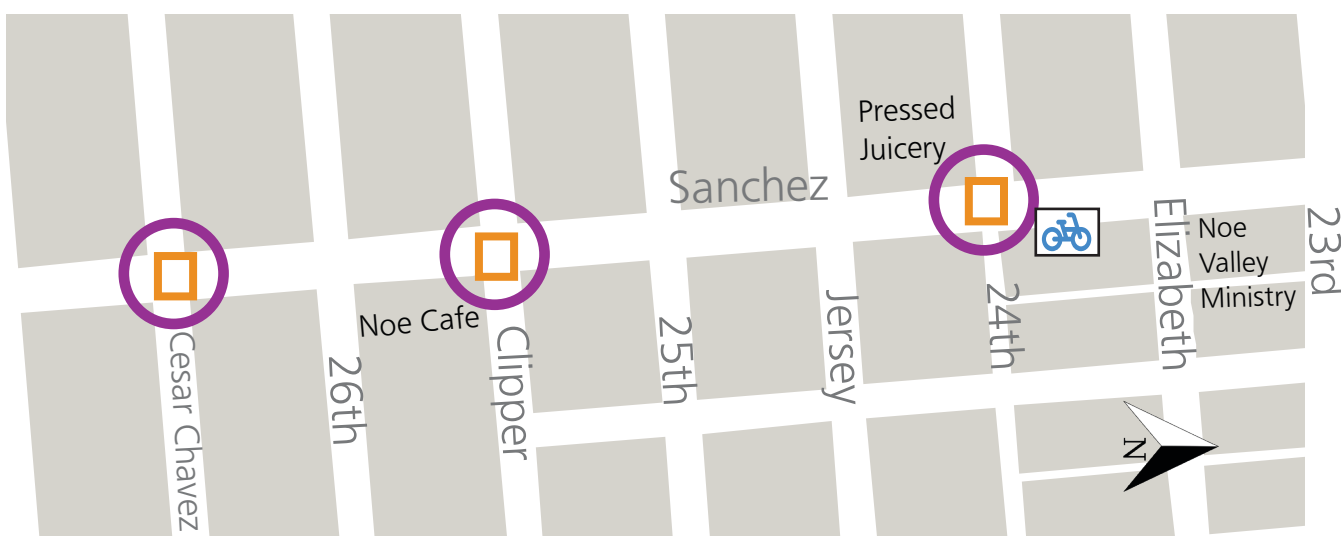 Pressed
Juicery
Sanchez
Noe Cafe
Cesar Chavez
26th
Clipper
25th
Jersey
24th
Elizabeth
Noe
Valley
Ministry
23rd
N